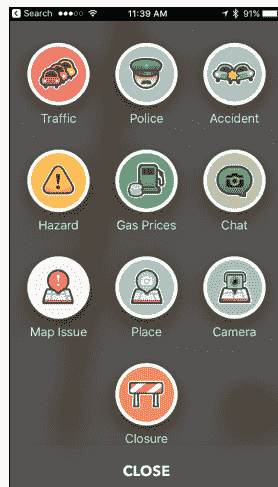 Search 11:39 AM 91%
Traffic Police Accident
Hazard Gas Prices Chat
Map Issue Place Camera
Closure
CLOSE